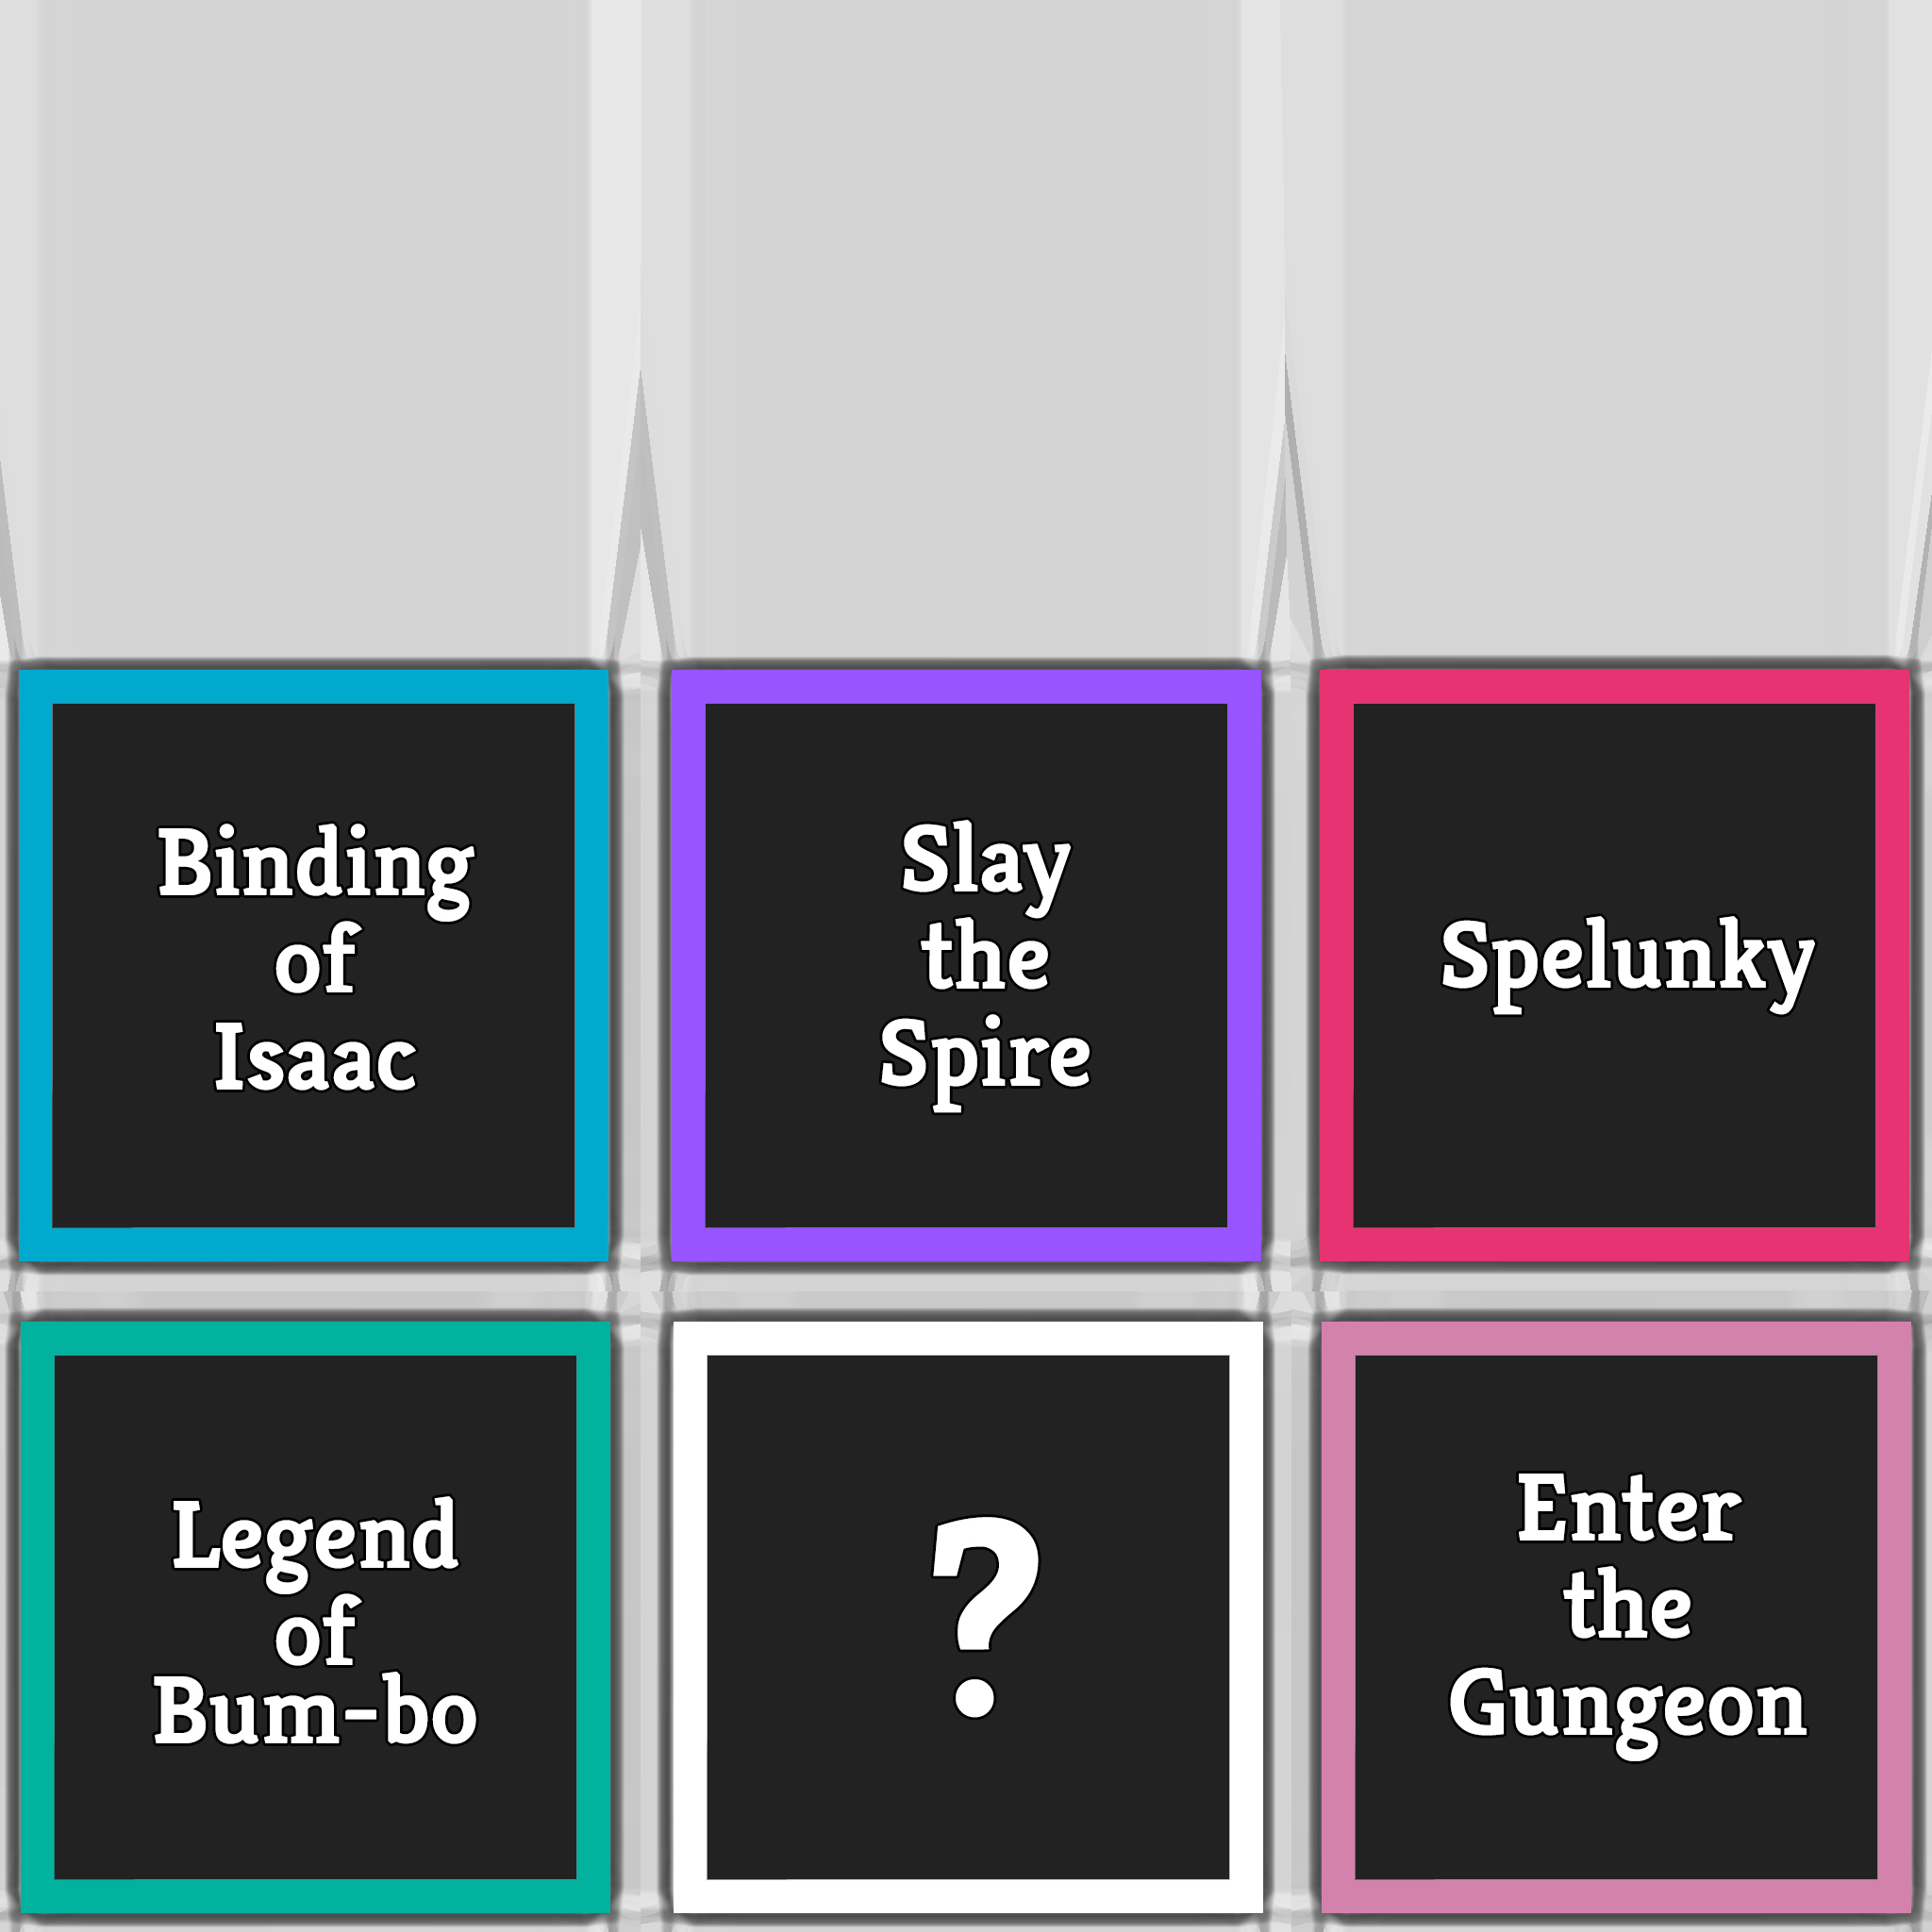 Binding
of
Isaac
Slay
the
Spire
Spelunky
Legend
of
Bum-bo
?
Enter
the
Gungeon